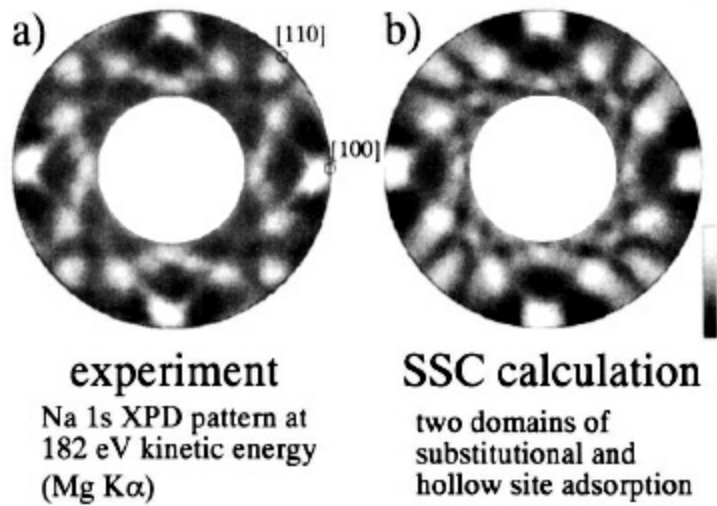 a)
[110]
b)
[100]
experiment
Na 1s XPD pattern at
182 eV kinetic energy
(Mg Kα)
SSC calculation
two domains of
substitutional and
hollow site adsorption